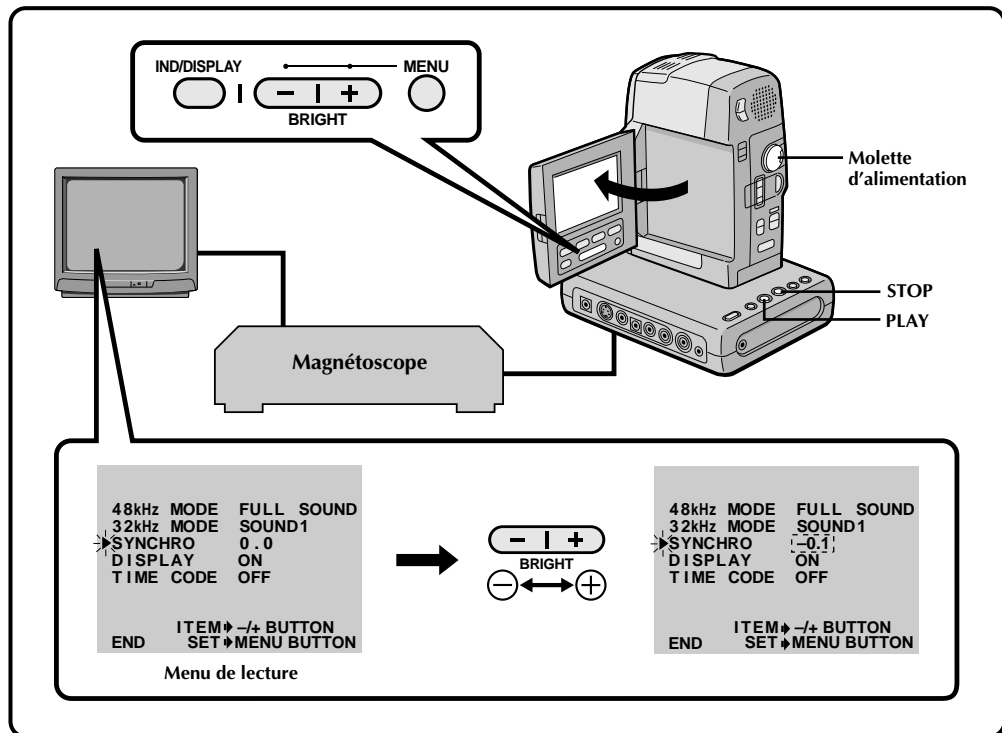 IND/DISPLAY
MENU
– +
BRIGHT
Molette
d'alimentation
STOP
PLAY
Magnétoscope
48kHz MODE FULL SOUND
32kHz MODE SOUND1
SYNCHRO 0.0
DISPLAY ON
TIME CODE OFF
ITEM –/+ BUTTON
END SET MENU BUTTON
Menu de lecture
– +
BRIGHT
– +
48kHz MODE FULL SOUND
32kHz MODE SOUND1
SYNCHRO –0.1
DISPLAY ON
TIME CODE OFF
ITEM –/+ BUTTON
END SET MENU BUTTON